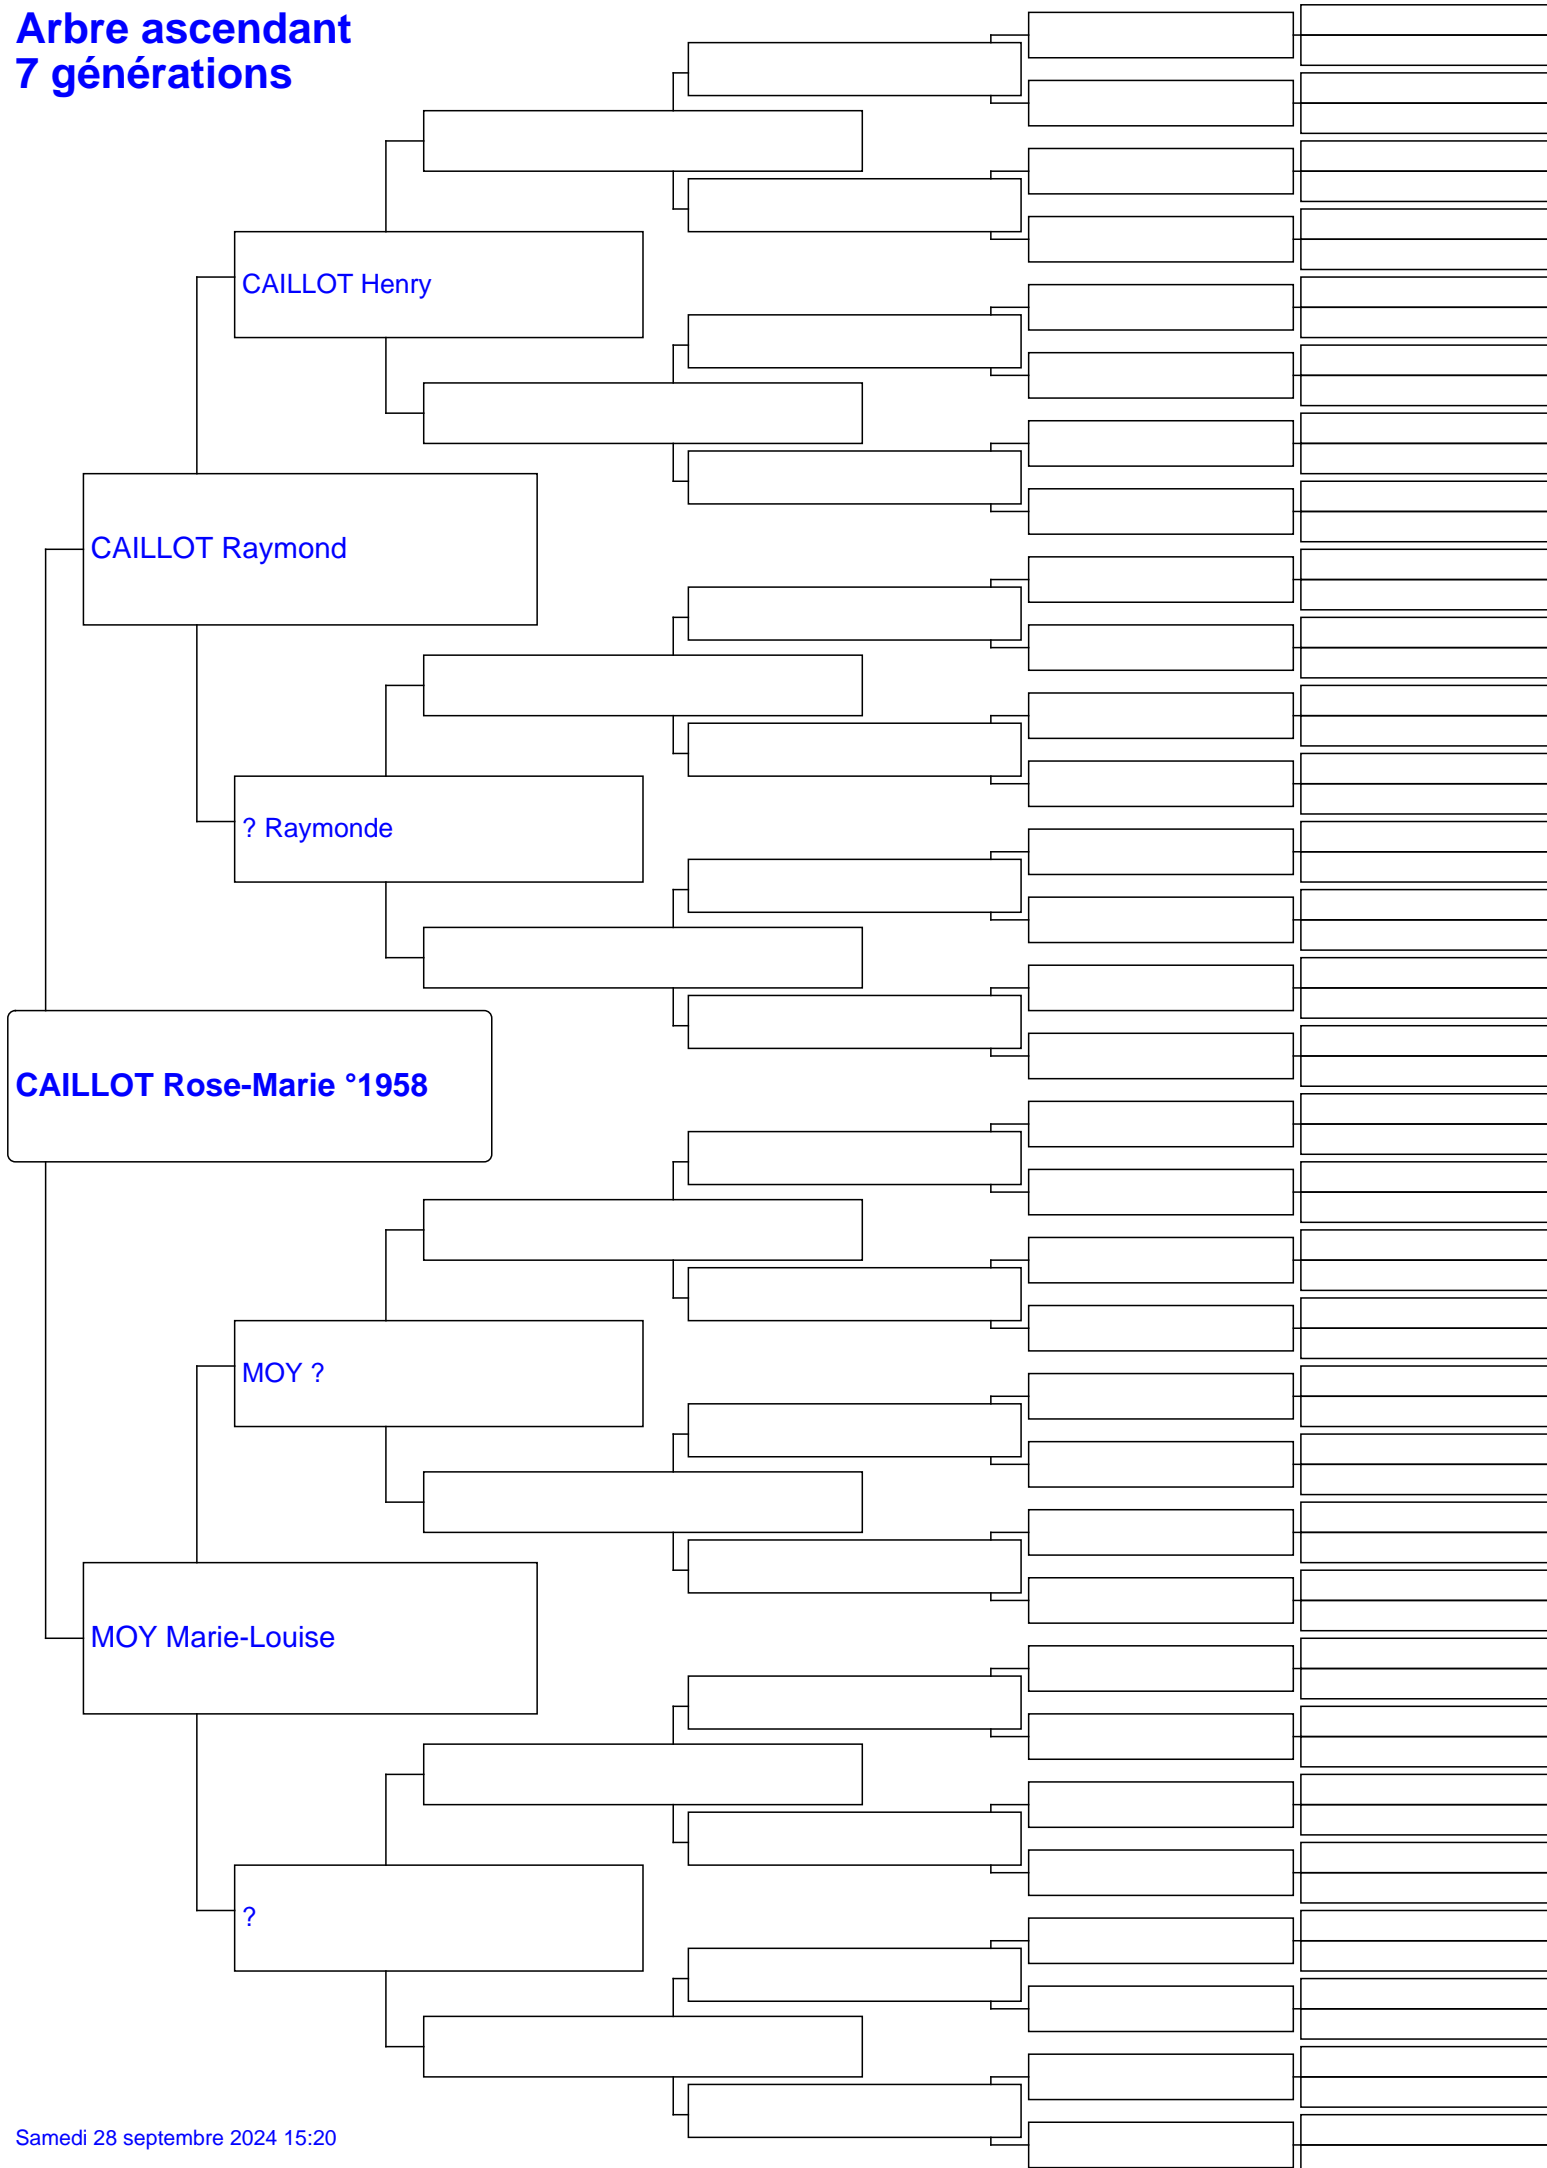 Arbre ascendant
7 générations
CAILLOT Henry
CAILLOT Raymond
? Raymonde
CAILLOT Rose-Marie °1958
MOY ?
MOY Marie-Louise
?
Samedi 28 septembre 2024 15:20